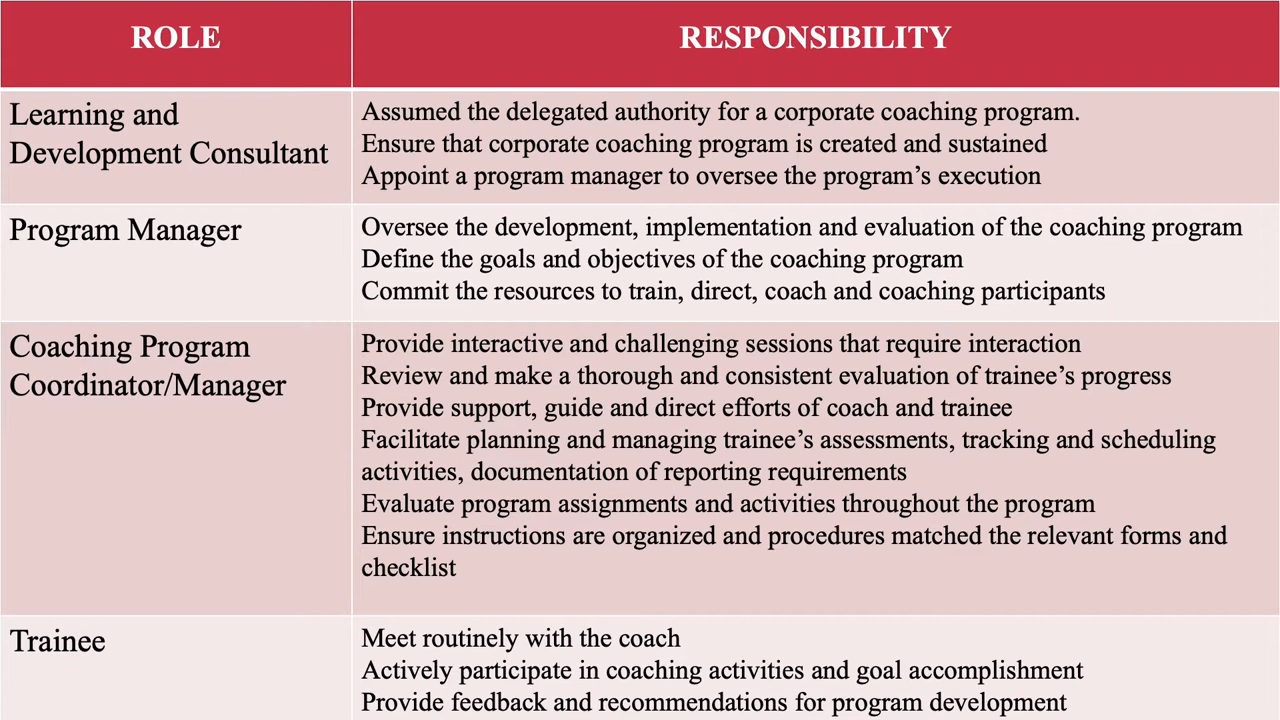 ROLE
RESPONSIBILITY
Learning and
Development Consultant
Assumed the delegated authority for a corporate coaching program.
Ensure that corporate coaching program is created and sustained
Appoint a program manager to oversee the program’s execution
Program Manager
Oversee the development, implementation and evaluation of the coaching program
Define the goals and objectives of the coaching program
Commit the resources to train, direct, coach and coaching participants
Coaching Program
Coordinator/Manager
Provide interactive and challenging sessions that require interaction
Review and make a thorough and consistent evaluation of trainee’s progress
Provide support, guide and direct efforts of coach and trainee
Facilitate planning and managing trainee’s assessments, tracking and scheduling
activities, documentation of reporting requirements
Evaluate program assignments and activities throughout the program
Ensure instructions are organized and procedures matched the relevant forms and
checklist
Trainee
Meet routinely with the coach
Actively participate in coaching activities and goal accomplishment
Provide feedback and recommendations for program development